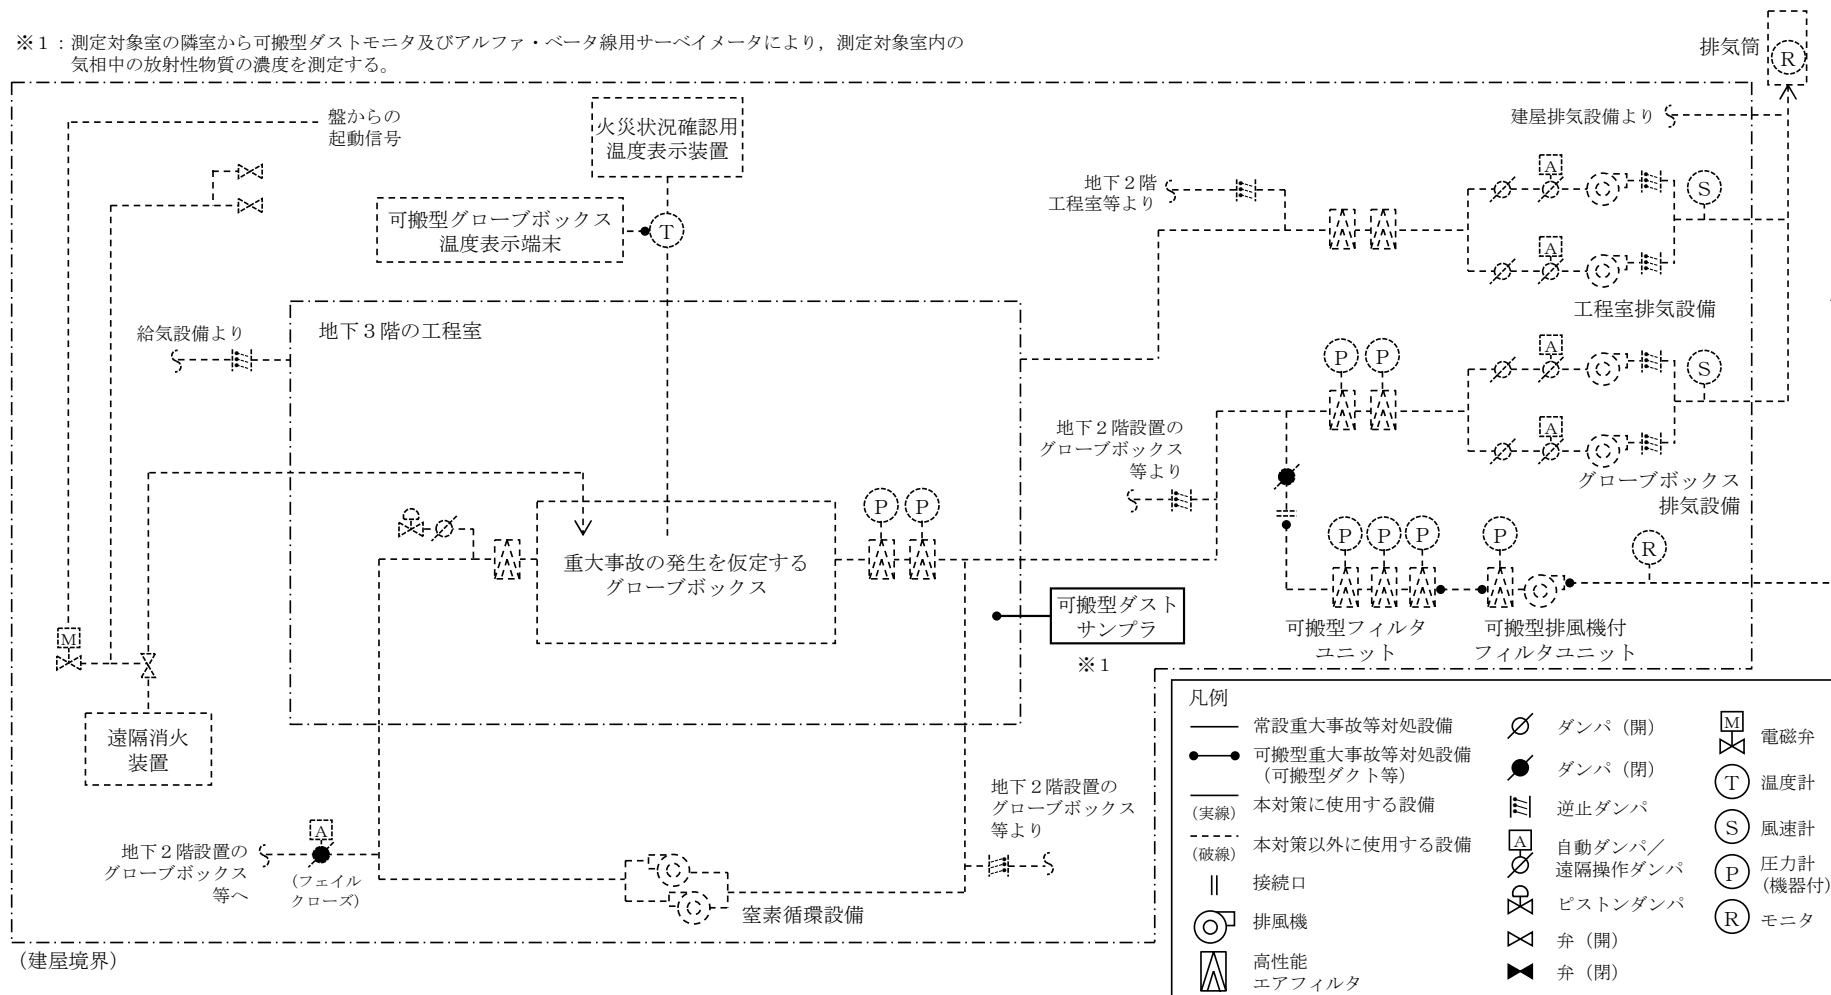 ※１：測定対象室の隣室から可搬型ダストモニタ及びアルファ・ベータ線用サーベイメータにより，測定対象室内の
気相中の放射性物質の濃度を測定する。
排気筒
R
盤からの
起動信号
火災状況確認用
温度表示装置
建屋排気設備より
可搬型グローブボックス
温度表示端末
T
地下２階
工程室等より
A
S
A
工程室排気設備
給気設備より
地下３階の工程室
P
P
A
S
A
グローブボックス
排気設備
地下２階設置の
グローブボックス
等より
P
P
重大事故の発生を仮定する
グローブボックス
P
P
P
P
R
可搬型ダスト
サンプラ
※１
可搬型フィルタ
ユニット
可搬型排風機付
フィルタユニット
M
遠隔消火
装置
地下２階設置の
グローブボックス
等へ
A
（フェイル
クローズ）
窒素循環設備
地下２階設置の
グローブボックス
等より
（建屋境界）
凡例
常設重大事故等対処設備
可搬型重大事故等対処設備
（可搬型ダクト等）
（実線）
本対策に使用する設備
（破線）
本対策以外に使用する設備
接続口
排風機
高性能
エアフィルタ
ダンパ（開）
ダンパ（閉）
逆止ダンパ
A
自動ダンパ／
遠隔操作ダンパ
ピストンダンパ
弁（開）
弁（閉）
M
電磁弁
T
温度計
S
風速計
P
圧力計
（機器付）
R
モニタ